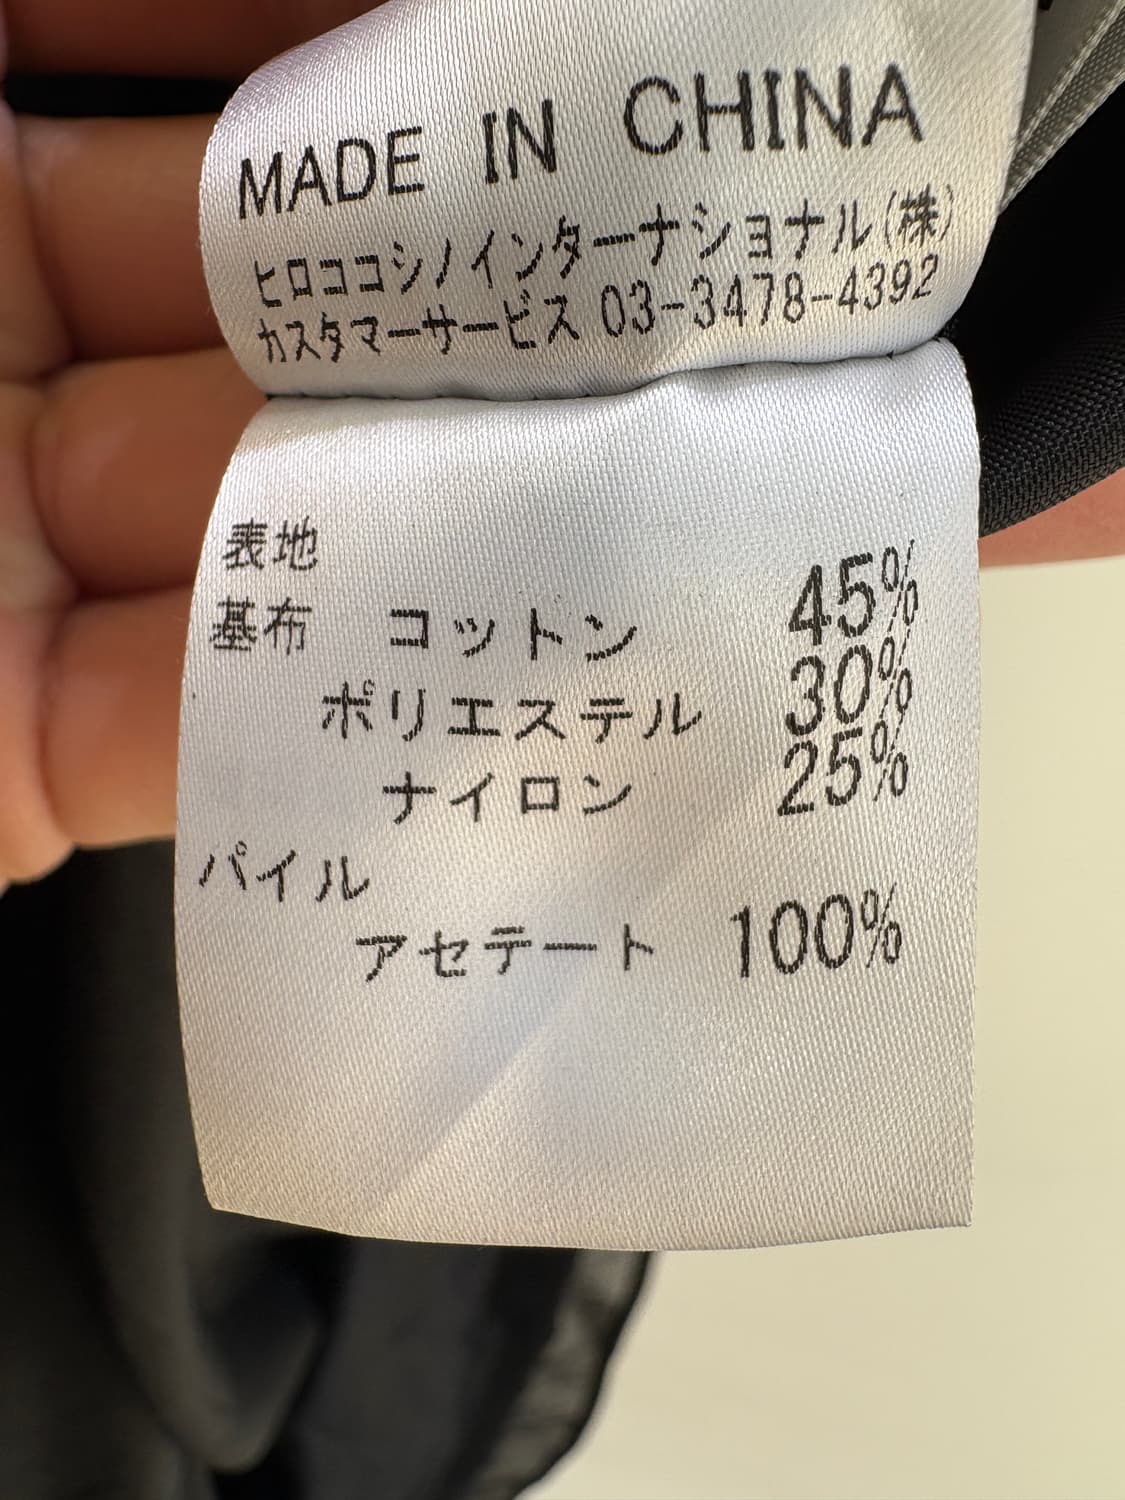 MADE IN CHINA
ヒロココシノインターナショナル(株)
カスタマーサービス 03-3478-4392
表地
基布 コットン 45%
ポリエステル 30%
ナイロン 25%
パイル
アセテート 100%